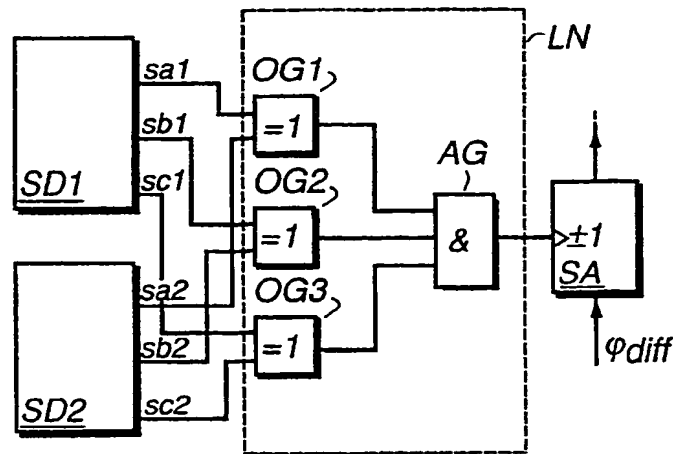 LN
sa1
OG1
=1
sb1
sc1
SD1
OG2
=1
AG
&
±1
SA
sa2
OG3
=1
sb2
sc2
SD2
φdiff